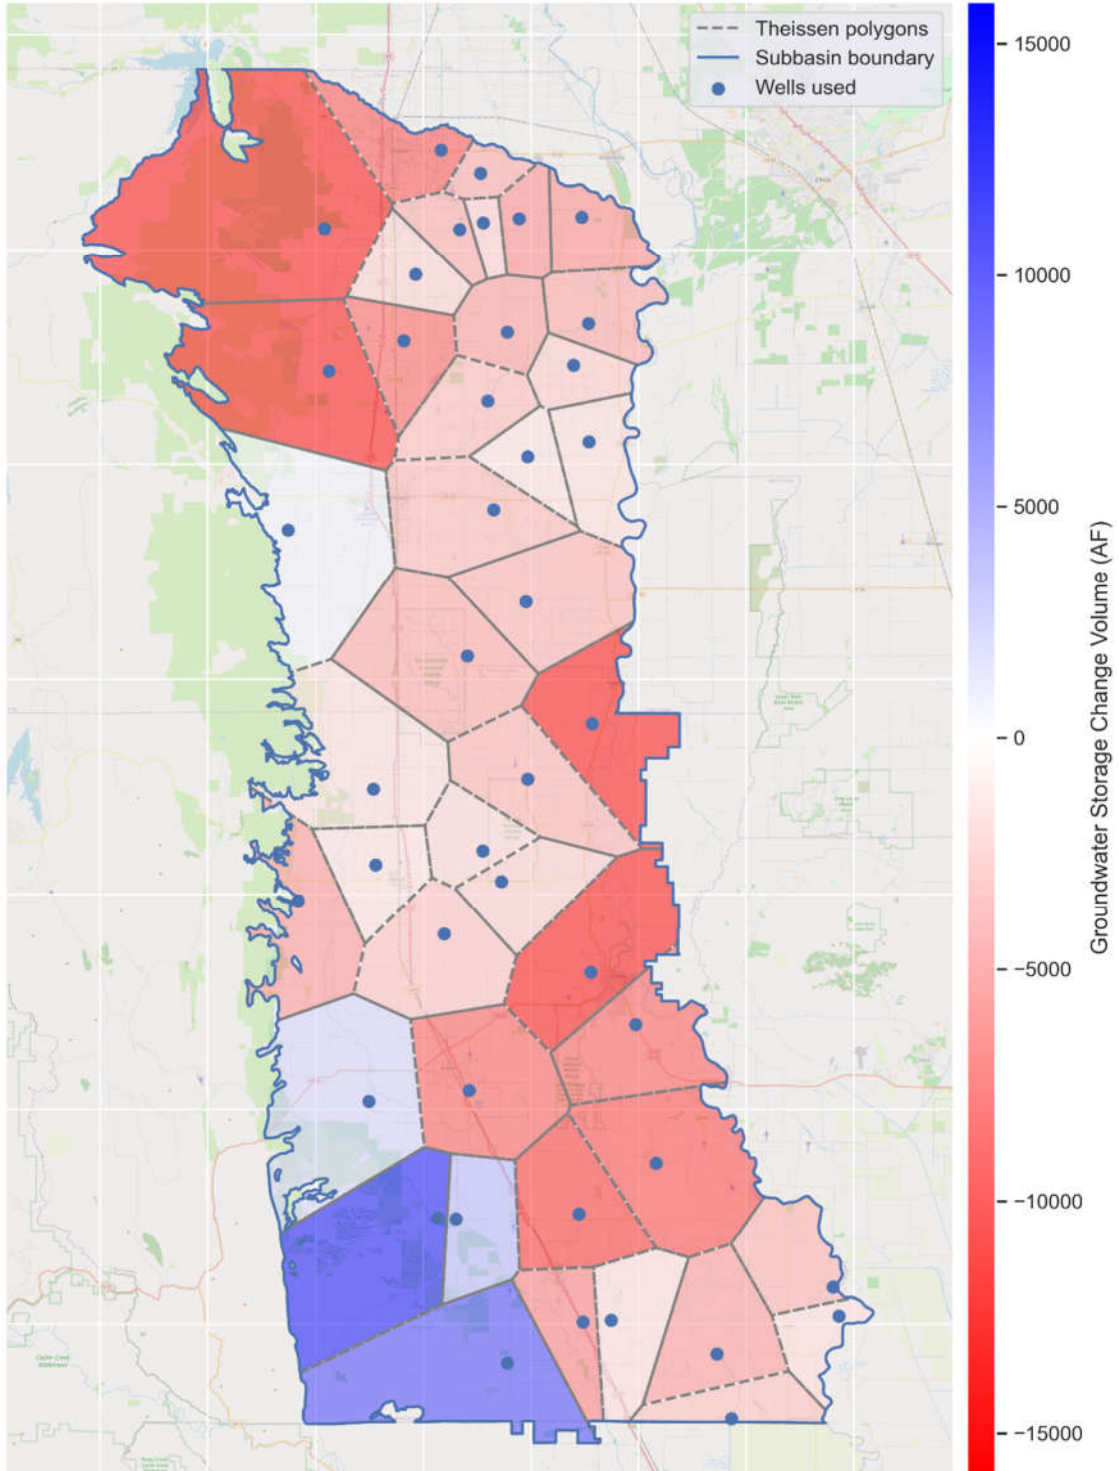 Theissen polygons
Subbasin boundary
Wells used
15000
10000
5000
0
−5000
−10000
−15000
Groundwater Storage Change Volume (AF)